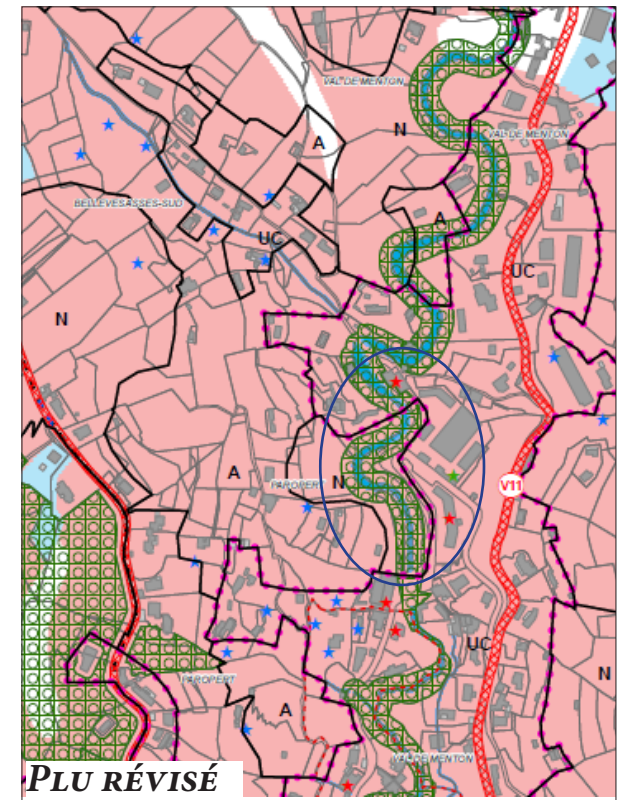 VAL DE MENTON
N
VAL DE MENTON
A
BELLEVESASSES-SUD
A
UC
UC
N
A
PAROPERT
N
V11
UC
N
PAROPERT
A
VAL DE MENTON
PLU RÉVISÉ